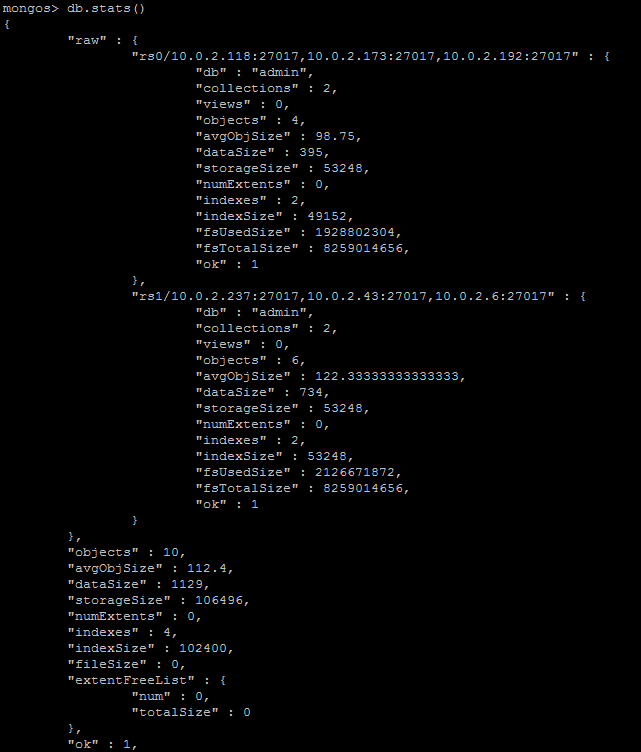 mongos> db.stats()
{
"raw" : {
"rs0/10.0.2.118:27017,10.0.2.173:27017,10.0.2.192:27017" : {
"db" : "admin",
"collections" : 2,
"views" : 0,
"objects" : 4,
"avgObjSize" : 98.75,
"dataSize" : 395,
"storageSize" : 53248,
"numExtents" : 0,
"indexes" : 2,
"indexSize" : 49152,
"fsUsedSize" : 1928802304,
"fsTotalSize" : 8259014656,
"ok" : 1
},
"rs1/10.0.2.237:27017,10.0.2.43:27017,10.0.2.6:27017" : {
"db" : "admin",
"collections" : 2,
"views" : 0,
"objects" : 6,
"avgObjSize" : 122.33333333333333,
"dataSize" : 734,
"storageSize" : 53248,
"numExtents" : 0,
"indexes" : 2,
"indexSize" : 53248,
"fsUsedSize" : 2126671872,
"fsTotalSize" : 8259014656,
"ok" : 1
}
},
"objects" : 10,
"avgObjSize" : 112.4,
"dataSize" : 1129,
"storageSize" : 106496,
"numExtents" : 0,
"indexes" : 4,
"indexSize" : 102400,
"fileSize" : 0,
"extentFreeList" : {
"num" : 0,
"totalSize" : 0
},
"ok" : 1,